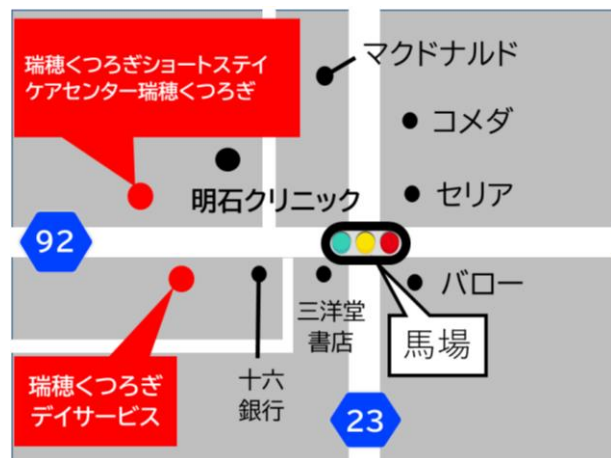 瑞穂くつろぎショートステイ
ケアセンター瑞穂くつろぎ
マクドナルド
コメダ
明石クリニック
セリア
92
バロー
三洋堂
書店
馬場
瑞穂くつろぎ
デイサービス
十六
銀行
23